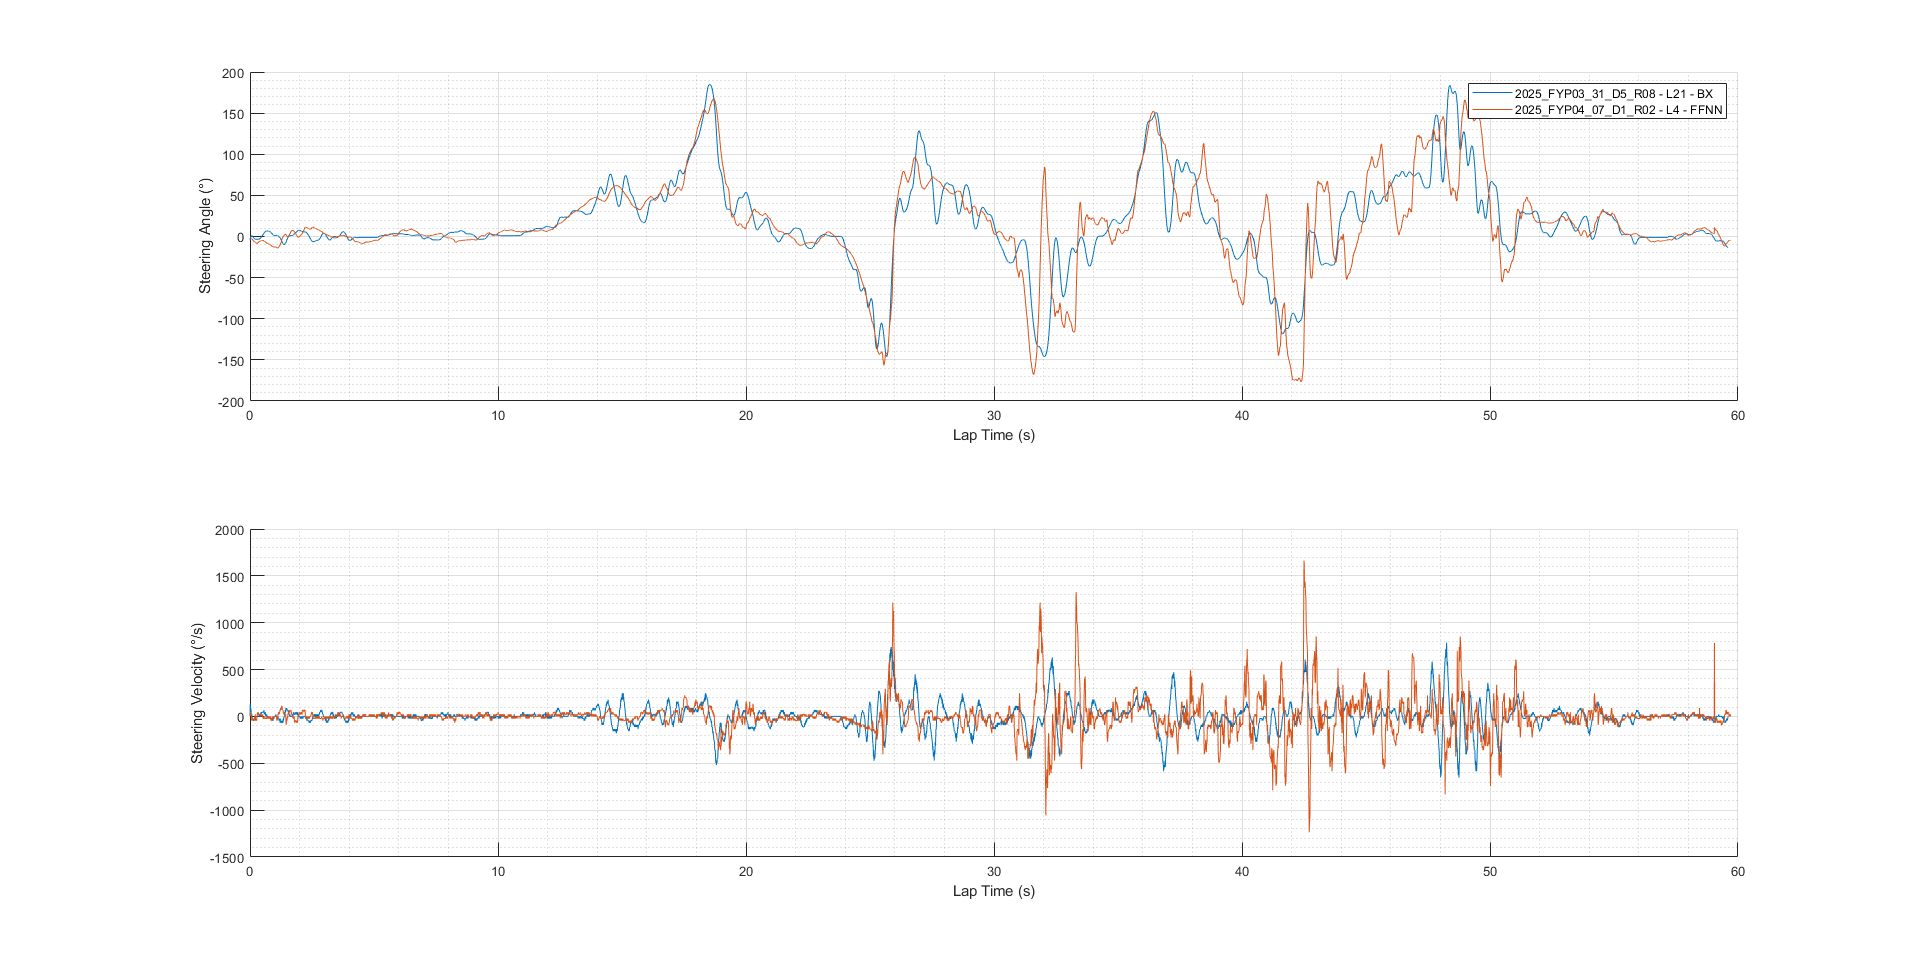 200
150
100
50
0
-50
-100
-150
-200
Steering Angle (°)
2025_FYP03_31_D5_R08 - L21 - BX
2025_FYP04_07_D1_R02 - L4 - FFNN
0 10 20 30 40 50 60
Lap Time (s)
2000
1500
1000
500
0
-500
-1000
-1500
Steering Velocity (°/s)
0 10 20 30 40 50 60
Lap Time (s)